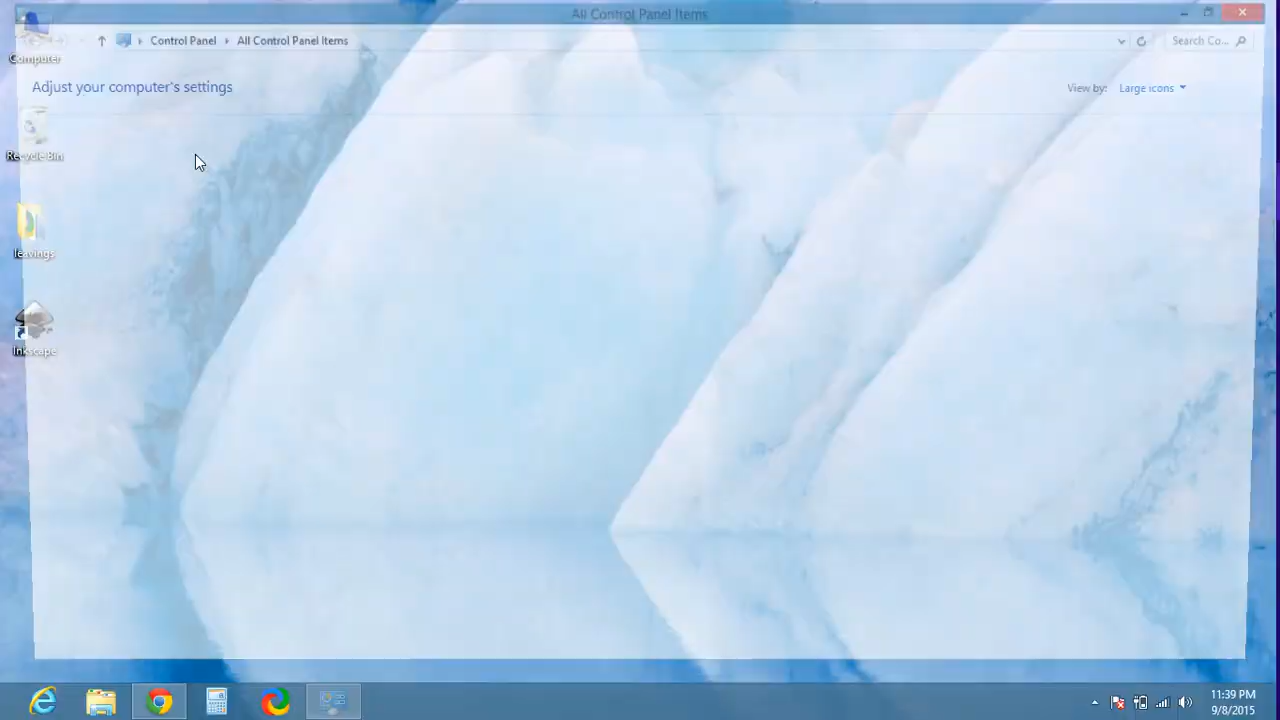 All Control Panel Items
Computer
Control Panel All Control Panel Items
Search Co...
Adjust your computer's settings
View by: Large icons
Recycle Bin
leavings
Inkscape
11:39 PM
9/8/2015